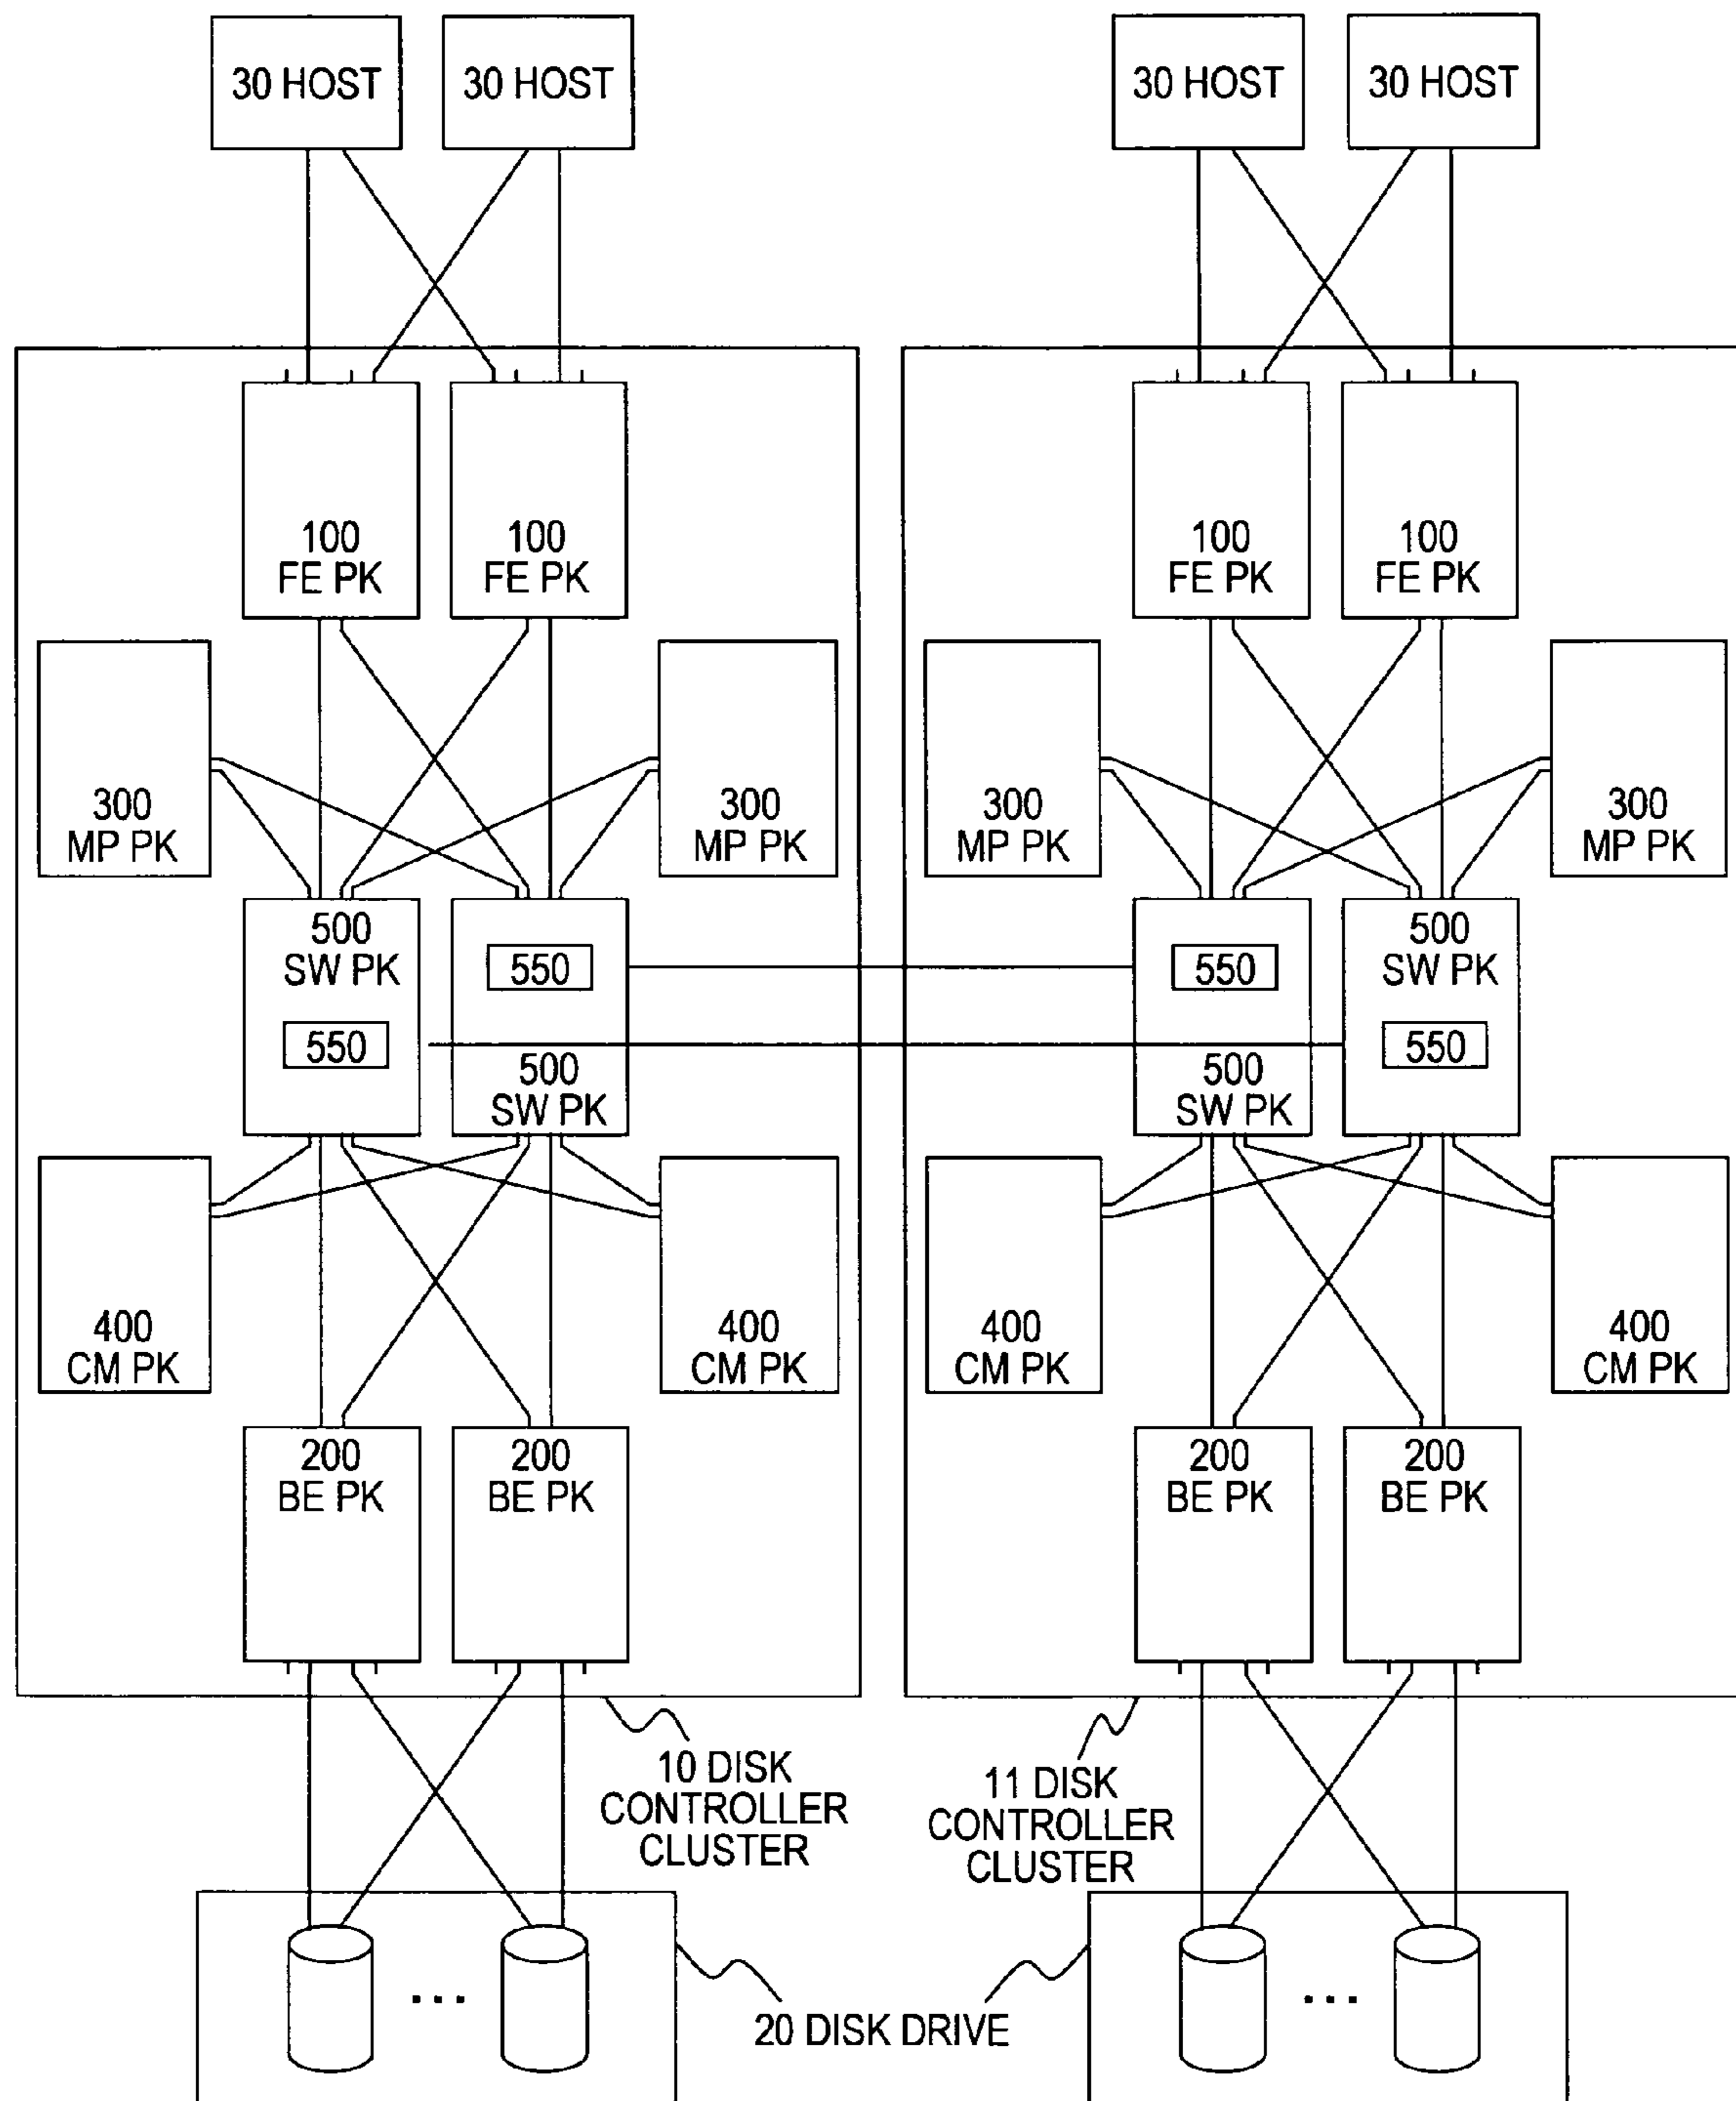 30 HOST
30 HOST
30 HOST
30 HOST
100
FE PK
100
FE PK
100
FE PK
100
FE PK
300
MP PK
300
MP PK
300
MP PK
300
MP PK
500
SW PK
550
550
500
SW PK
550
500
SW PK
500
SW PK
550
400
CM PK
400
CM PK
400
CM PK
400
CM PK
200
BE PK
200
BE PK
200
BE PK
200
BE PK
10 DISK
CONTROLLER
CLUSTER
11 DISK
CONTROLLER
CLUSTER
...
...
20 DISK DRIVE